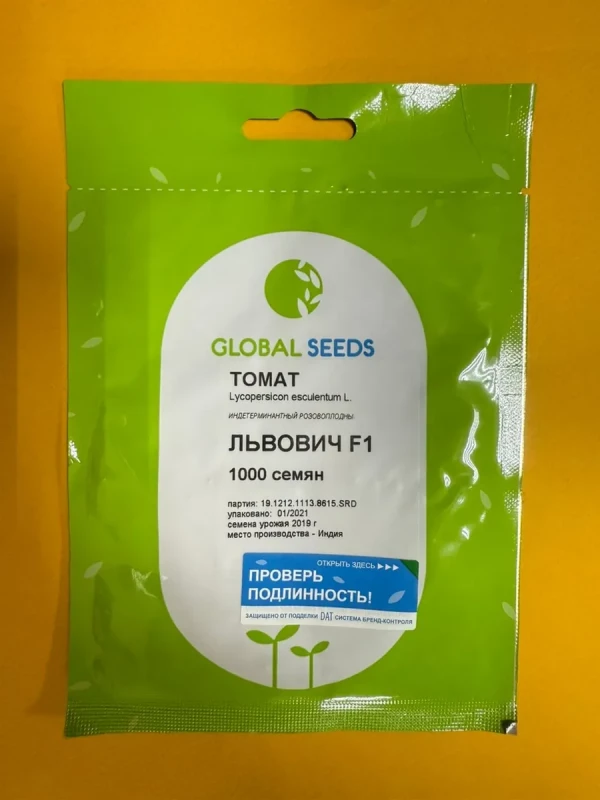 GLOBAL SEEDS
ТОМАТ
Lycopersicon esculentum L.
ИНДЕТЕРМИНАНТНЫЙ РОЗОВОПЛОДНЫ
ЛЬВОВИЧ F1
1000 семян
партия: 19.1212.1113.8615.SRD
упаковано: 01/2021
семена урожая 2019 г
место производства - Индия
ОТКРЫТЬ ЗДЕСЬ ▶▶▶
ПРОВЕРЬ
ПОДЛИННОСТЬ!
ЗАЩИЩЕНО ОТ ПОДДЕЛКИ DAT СИСТЕМА БРЕНД-КОНТРОЛЯ